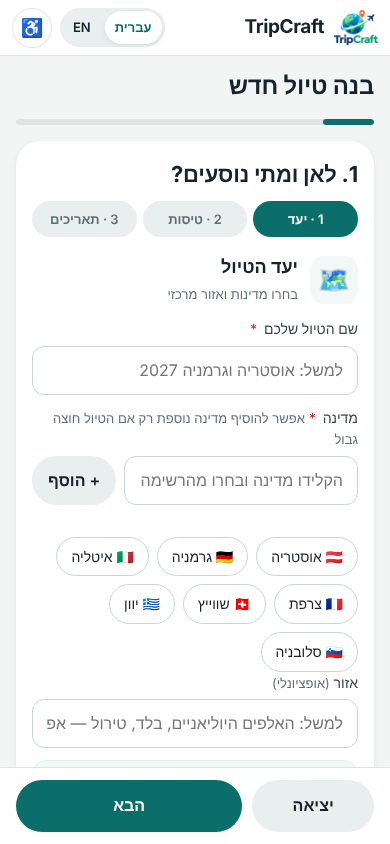 TripCraft
TripCraft
עברית
EN
בנה טיול חדש
1. לאן ומתי נוסעים?
1 · יעד
2 · טיסות
3 · תאריכים
יעד הטיול
בחרו מדינות ואזור מרכזי
שם הטיול שלכם *
למשל: אוסטריה וגרמניה 2027
מדינה * אפשר להוסיף מדינה נוספת רק אם הטיול חוצה
גבול
הקלידו מדינה ובחרו מהרשימה
+ הוסף
אוסטריה
גרמניה
איטליה
צרפת
שווייץ
יוון
סלובניה
אזור (אופציונלי)
למשל: האלפים היוליאניים, בלד, טירול — אפ
יציאה
הבא